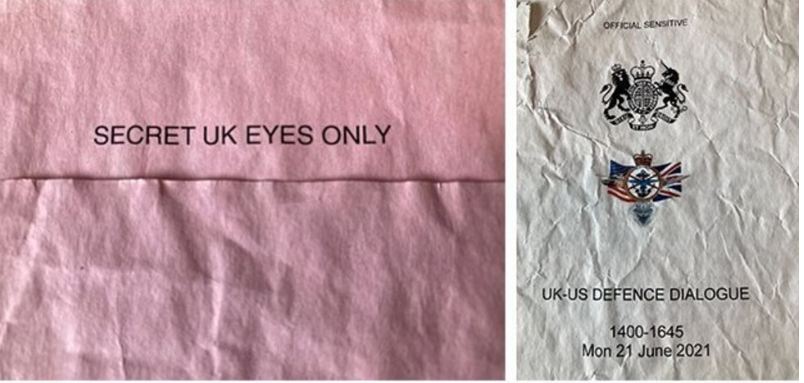 SECRET UK EYES ONLY
OFFICIAL SENSITIVE
UK-US DEFENCE DIALOGUE
1400-1645
Mon 21 June 2021